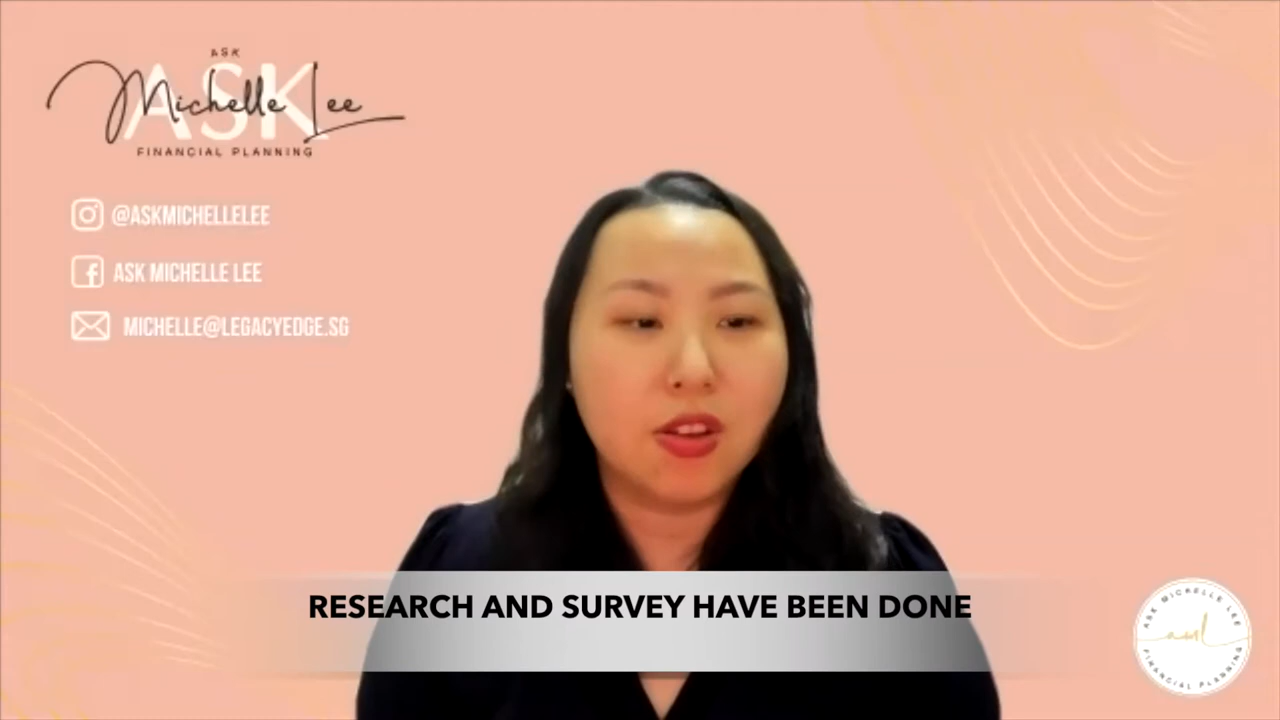 ASK
ASK
Michelle Lee
FINANCIAL PLANNING
@ASKMICHELLELEE
ASK MICHELLE LEE
MICHELLE@LEGACYEDGE.SG
RESEARCH AND SURVEY HAVE BEEN DONE
ASK MICHELLE LEE
aml
FINANCIAL PLANNING